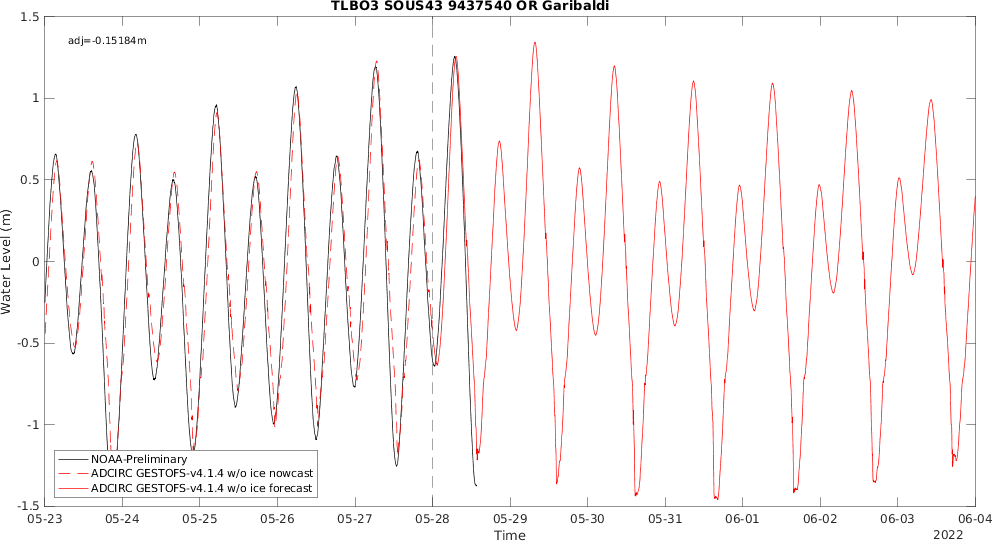 TLBO3 SOUS43 9437540 OR Garibaldi
adj=-0.15184m
1.5
1
0.5
0
-0.5
-1
-1.5
Water Level (m)
NOAA-Preliminary
ADCIRC GESTOFS-v4.1.4 w/o ice nowcast
ADCIRC GESTOFS-v4.1.4 w/o ice forecast
05-23 05-24 05-25 05-26 05-27 05-28 05-29 05-30 05-31 06-01 06-02 06-03 06-04
Time
2022